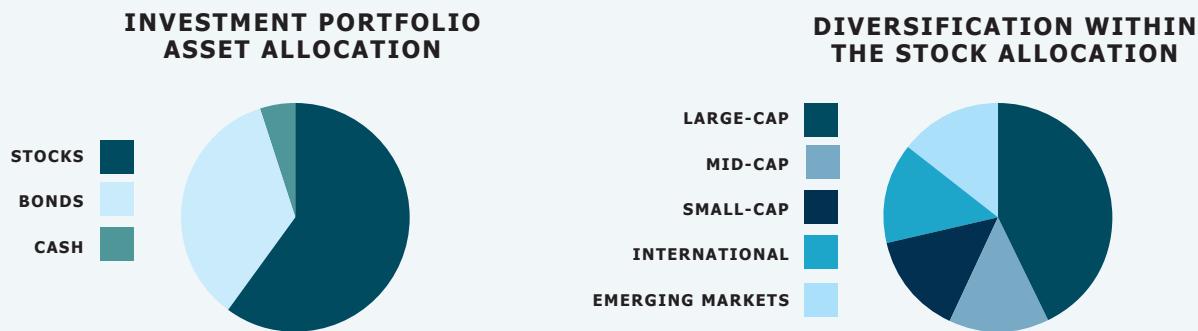 INVESTMENT PORTFOLIO
ASSET ALLOCATION
STOCKS
BONDS
CASH
DIVERSIFICATION WITHIN
THE STOCK ALLOCATION
LARGE-CAP
MID-CAP
SMALL-CAP
INTERNATIONAL
EMERGING MARKETS